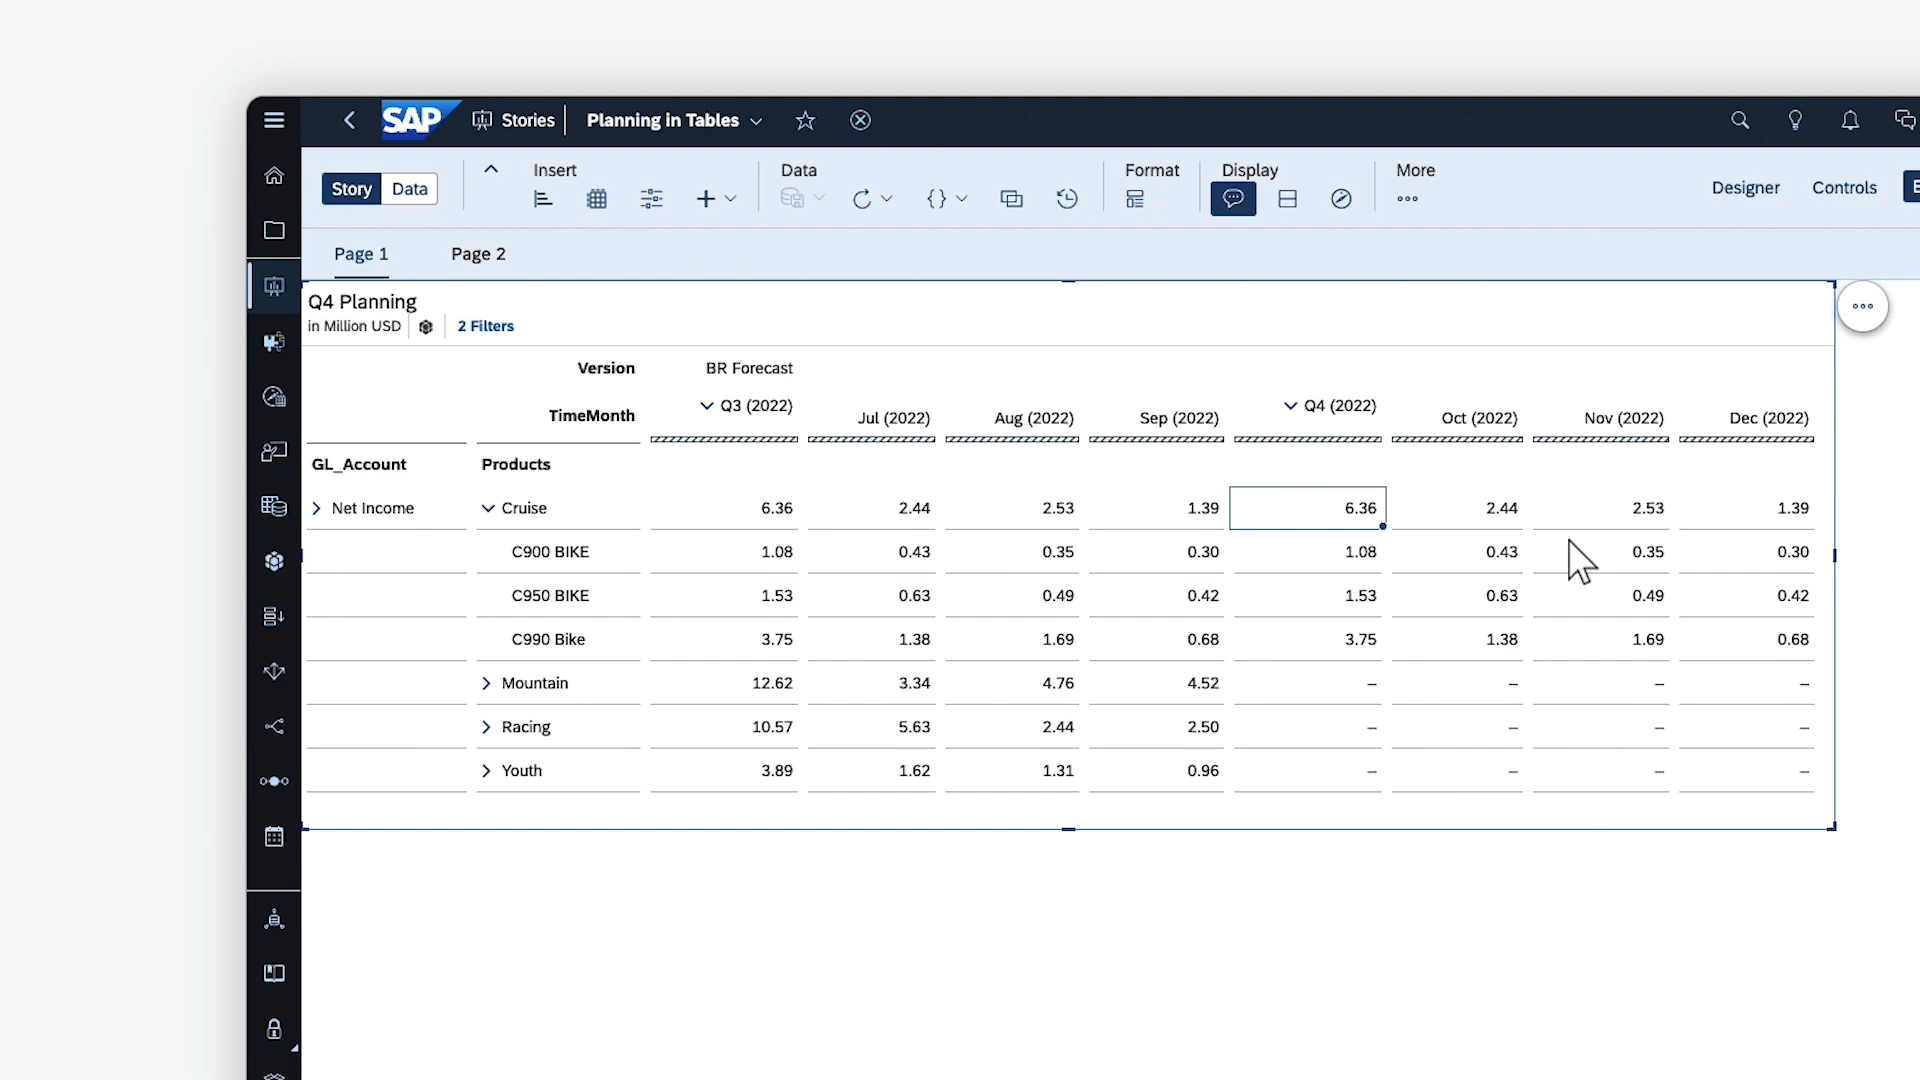 SAP Stories Planning in Tables
Insert Data Format Display More
Story Data Designer Controls
Page 1 Page 2
Q4 Planning
in Million USD 2 Filters
Version BR Forecast
TimeMonth Q3 (2022) Jul (2022) Aug (2022) Sep (2022) Q4 (2022) Oct (2022) Nov (2022) Dec (2022)
GL_Account Products
Net Income Cruise 6.36 2.44 2.53 1.39 6.36 2.44 2.53 1.39
C900 BIKE 1.08 0.43 0.35 0.30 1.08 0.43 0.35 0.30
C950 BIKE 1.53 0.63 0.49 0.42 1.53 0.63 0.49 0.42
C990 Bike 3.75 1.38 1.69 0.68 3.75 1.38 1.69 0.68
Mountain 12.62 3.34 4.76 4.52 – – – –
Racing 10.57 5.63 2.44 2.50 – – – –
Youth 3.89 1.62 1.31 0.96 – – – –